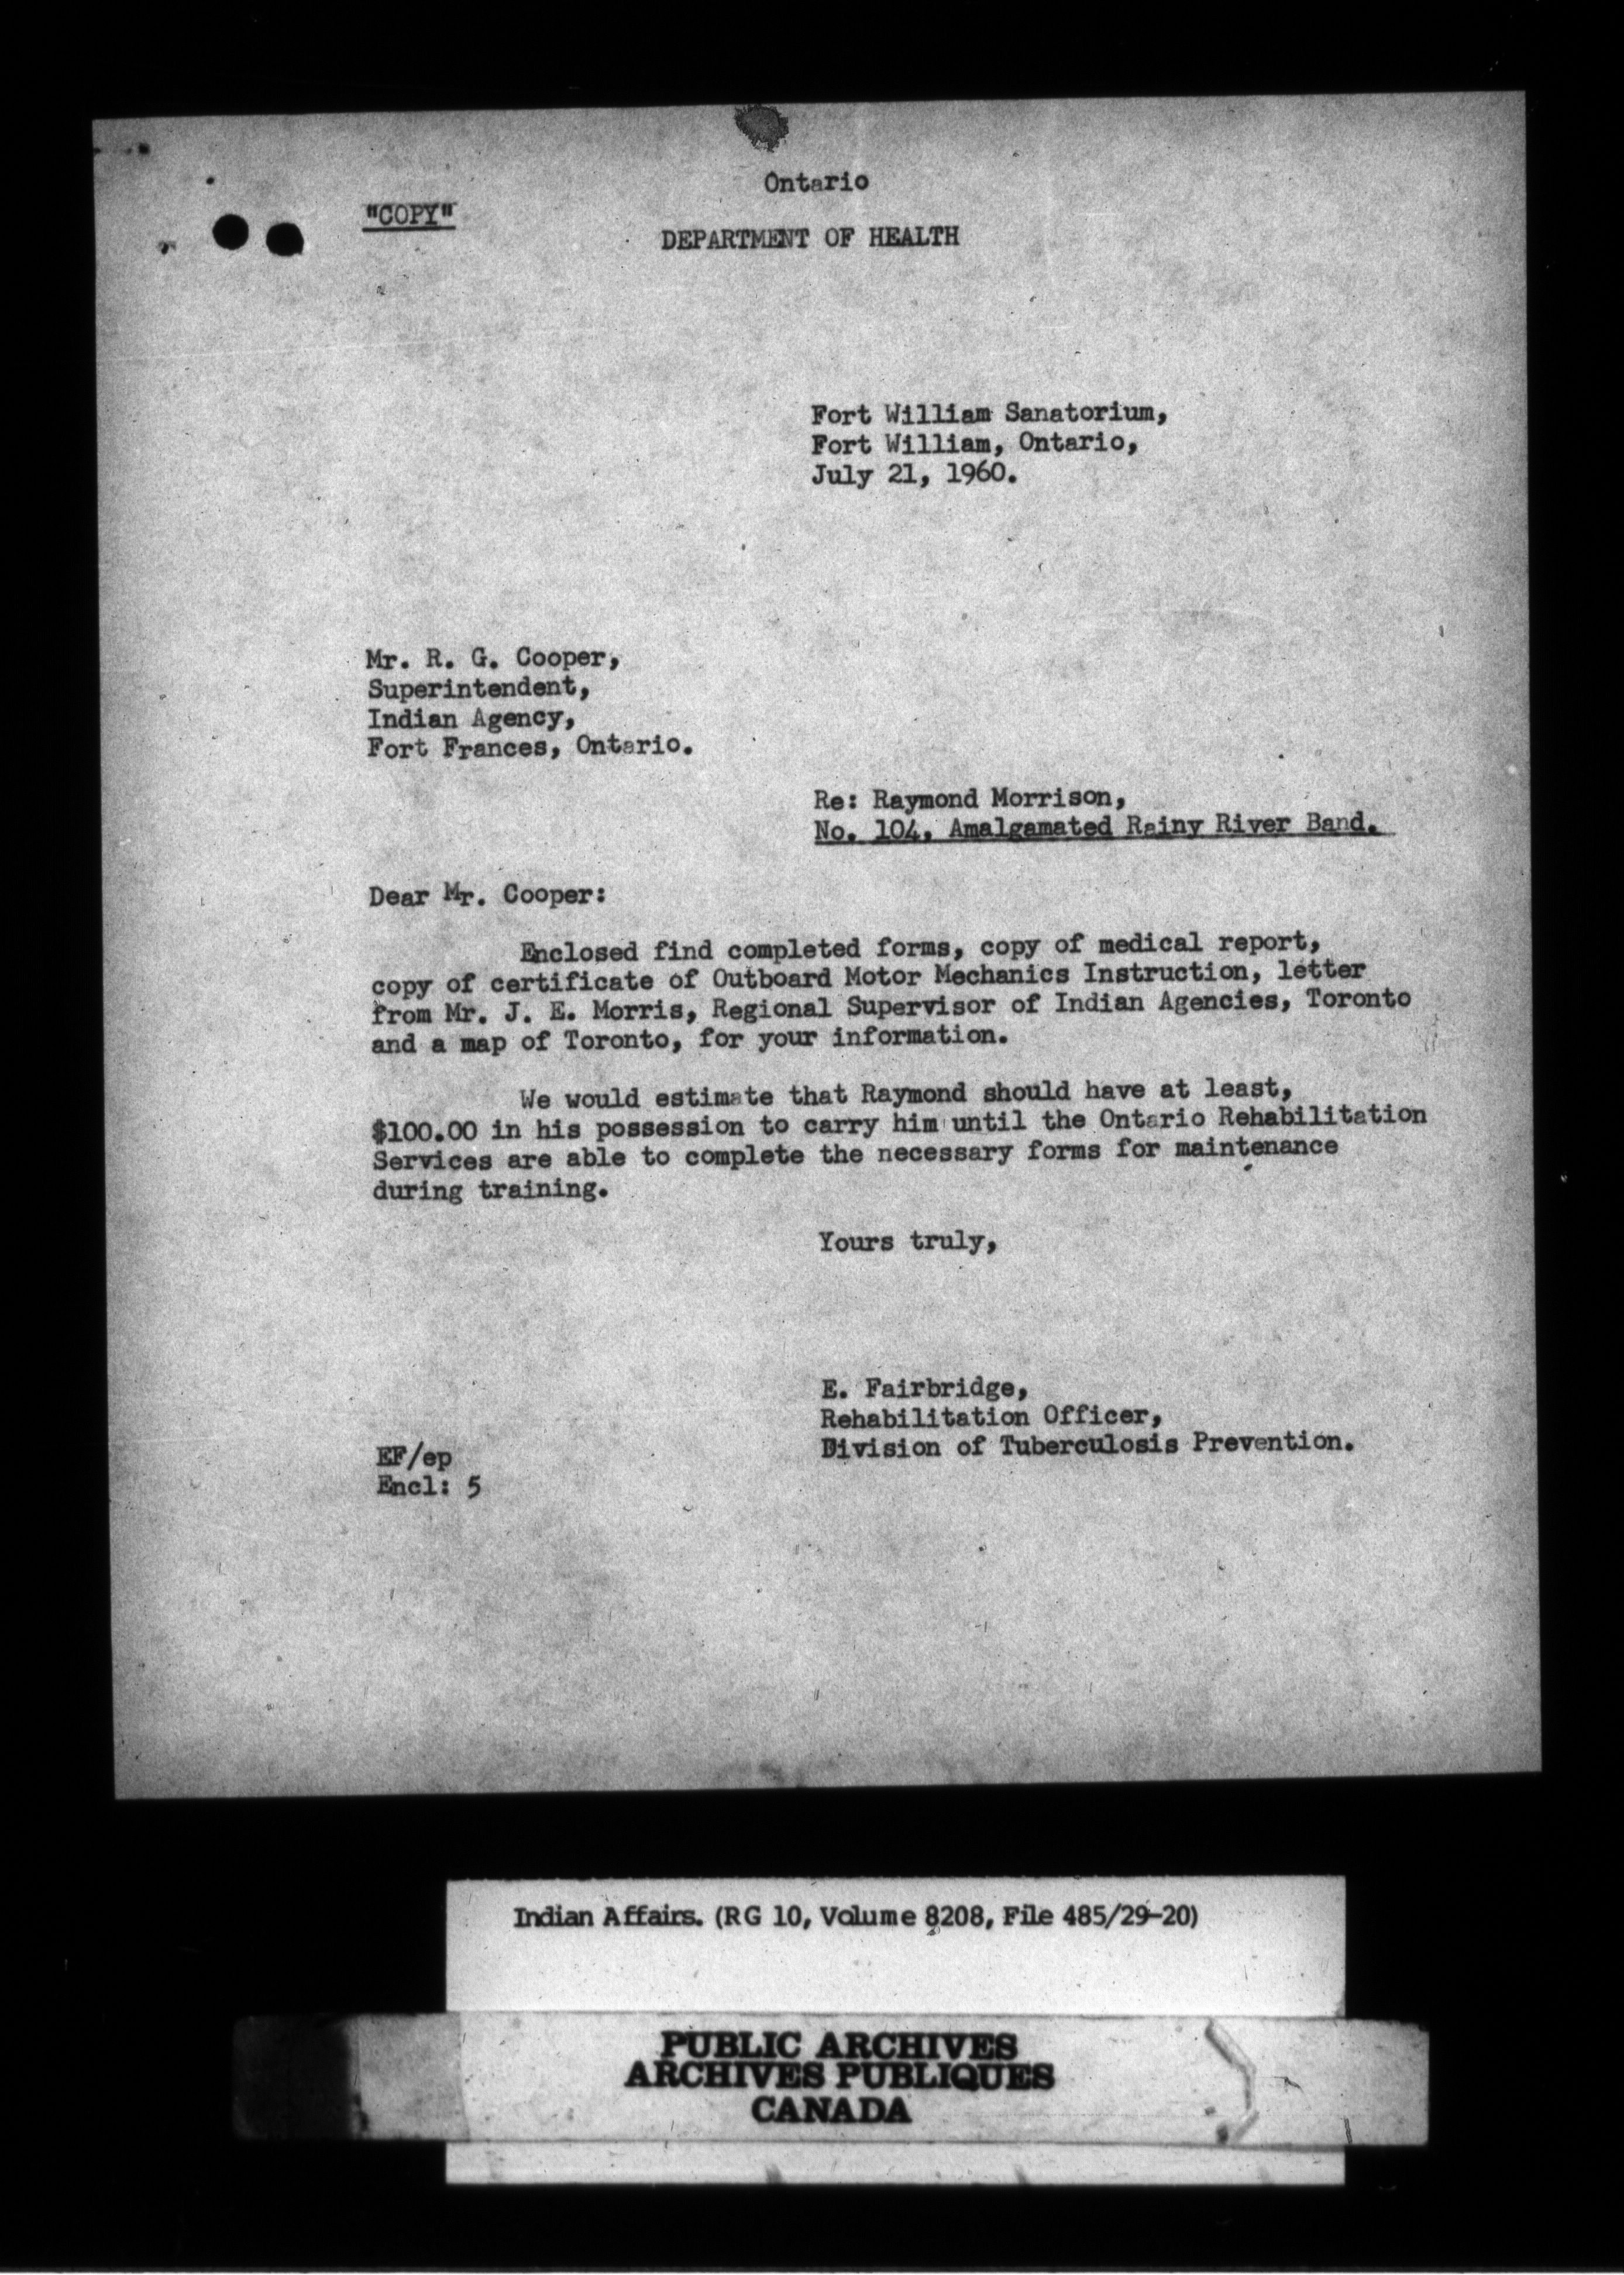 Ontario
"COPY"
DEPARTMENT OF HEALTH
Fort William Sanatorium,
Fort William, Ontario,
July 21, 1960.
Mr. R. G. Cooper,
Superintendent,
Indian Agency,
Fort Frances, Ontario.
Re: Raymond Morrison,
No. 104, Amalgamated Rainy River Band.
Dear Mr. Cooper:
Enclosed find completed forms, copy of medical report,
copy of certificate of Outboard Motor Mechanics Instruction, letter
from Mr. J. E. Morris, Regional Supervisor of Indian Agencies, Toronto
and a map of Toronto, for your information.
We would estimate that Raymond should have at least,
$100.00 in his possession to carry him until the Ontario Rehabilitation
Services are able to complete the necessary forms for maintenance
during training.
Yours truly,
E. Fairbridge,
Rehabilitation Officer,
Division of Tuberculosis Prevention.
EF/ep
Encl: 5
Indian Affairs. (RG 10, Volume 8208, File 485/29-20)
PUBLIC ARCHIVES
ARCHIVES PUBLIQUES
CANADA